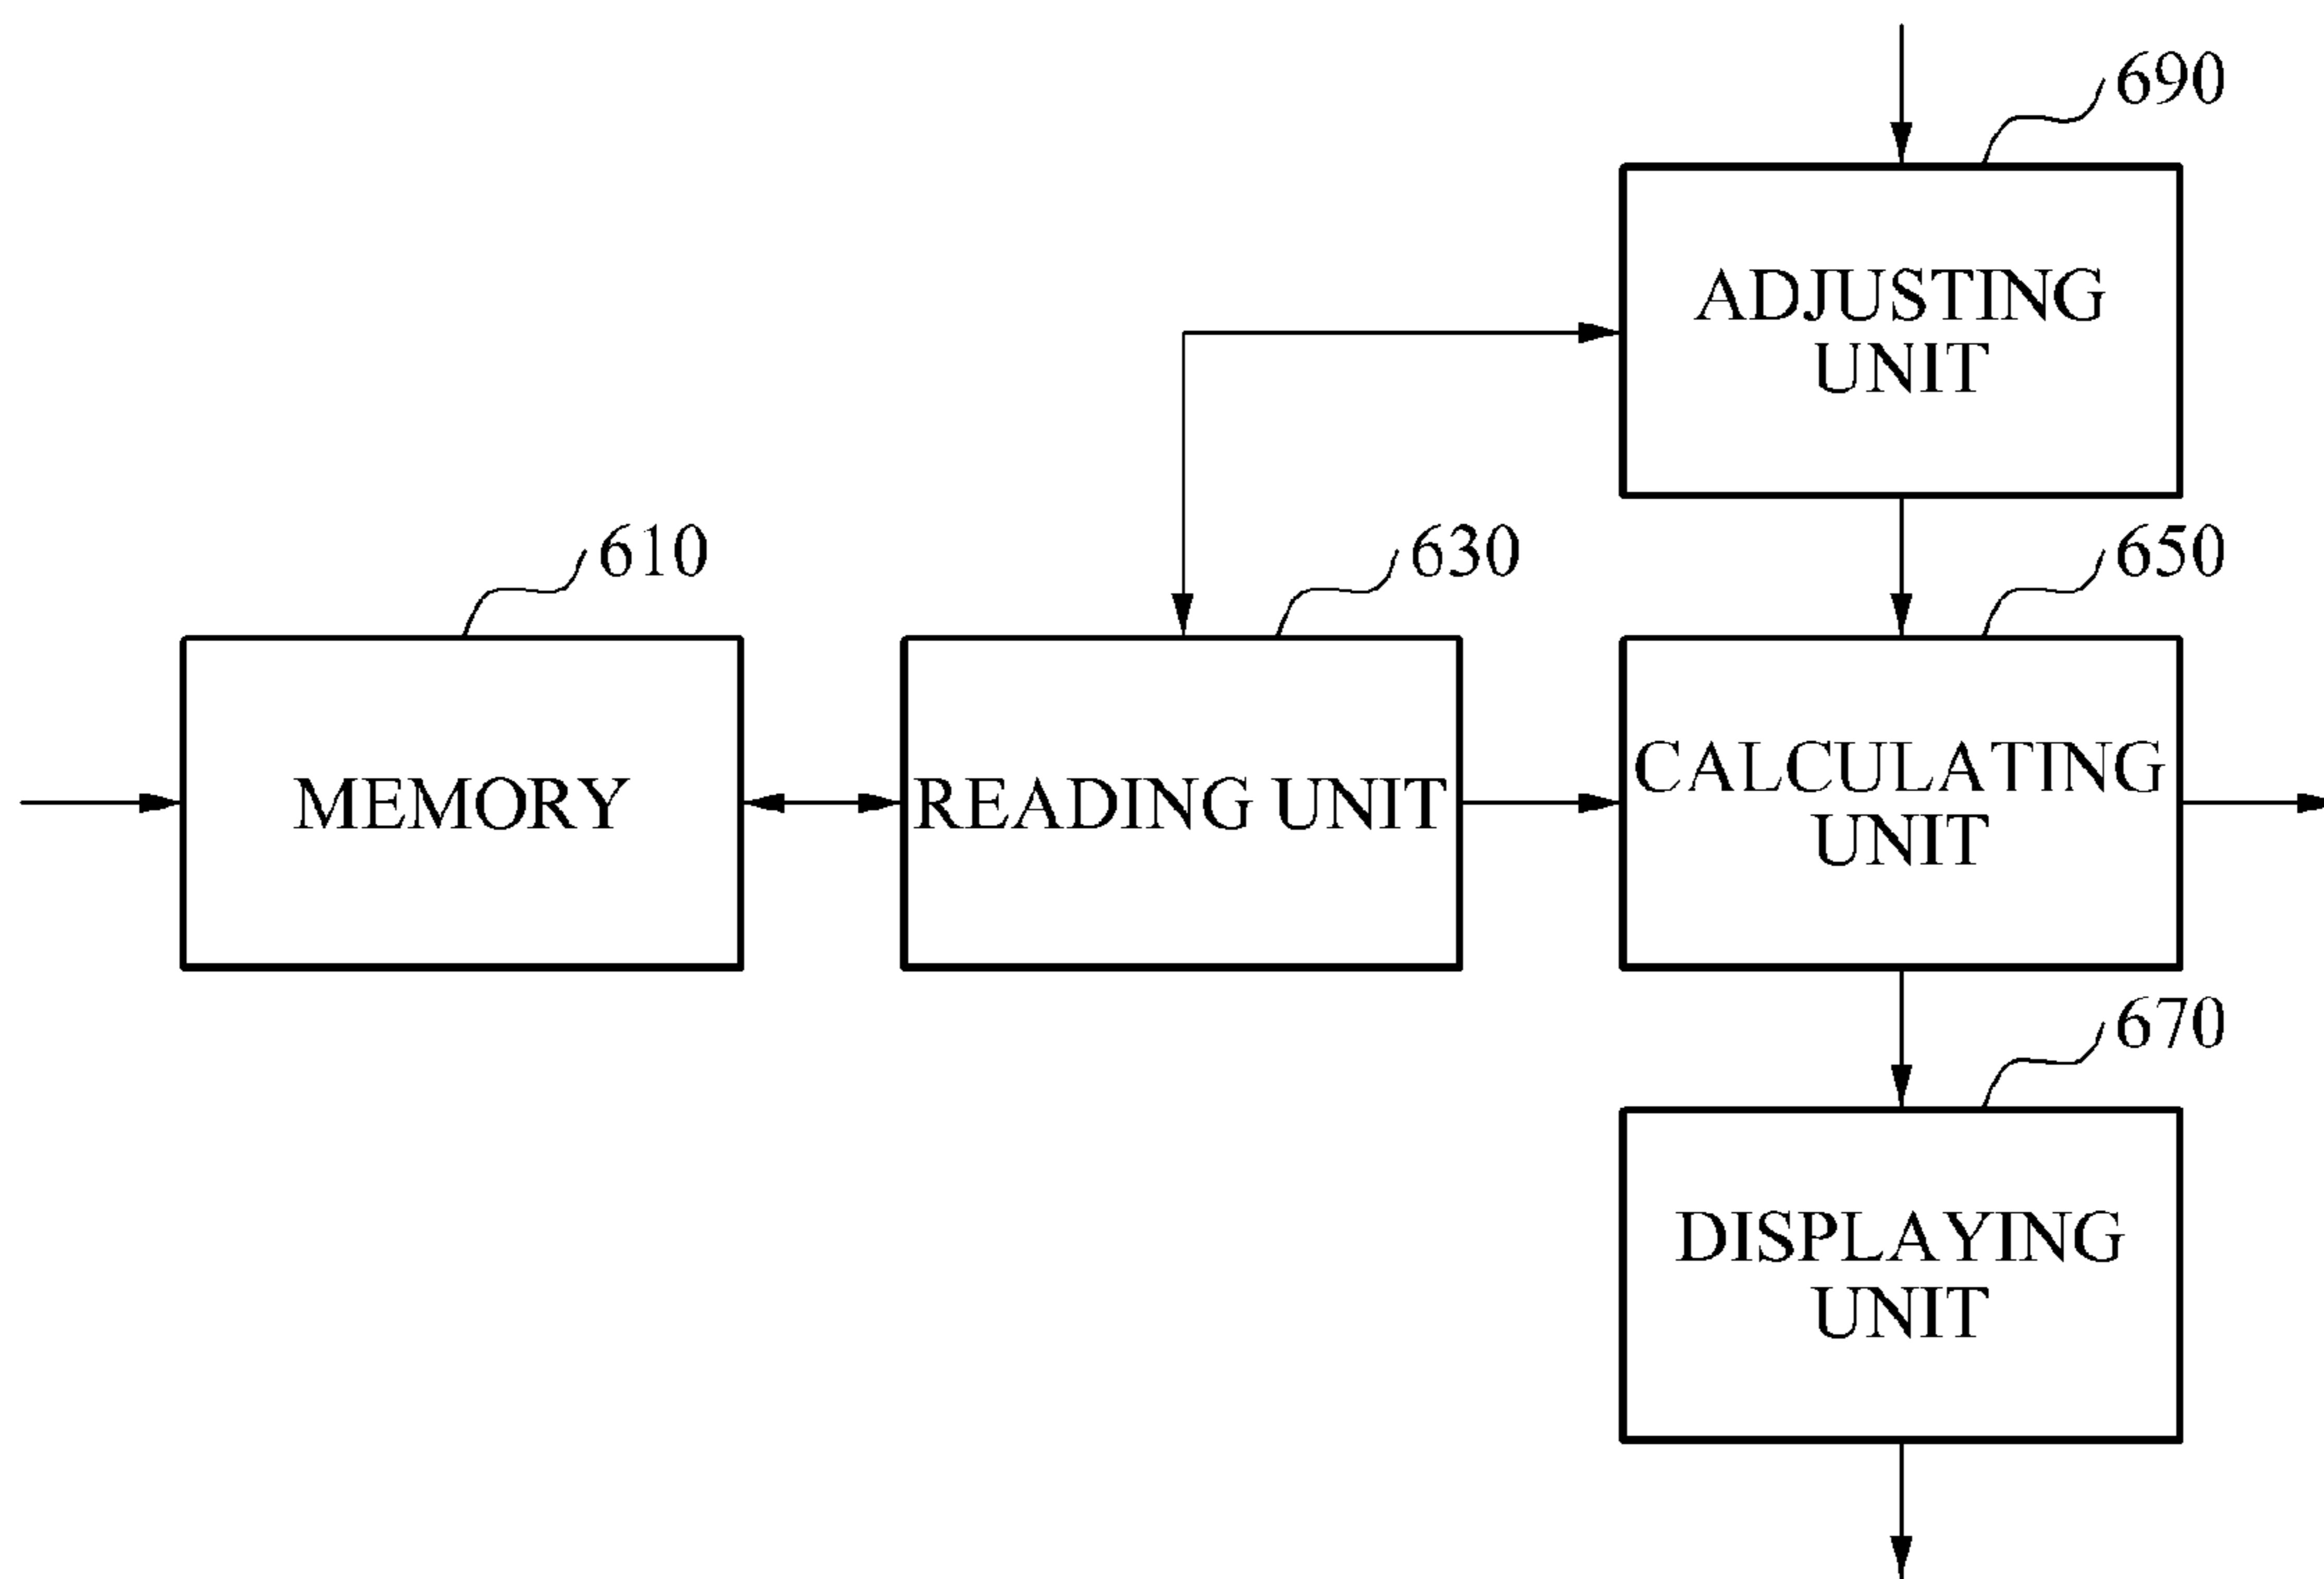 690
ADJUSTING
UNIT
610
630
650
MEMORY
READING UNIT
CALCULATING
UNIT
670
DISPLAYING
UNIT